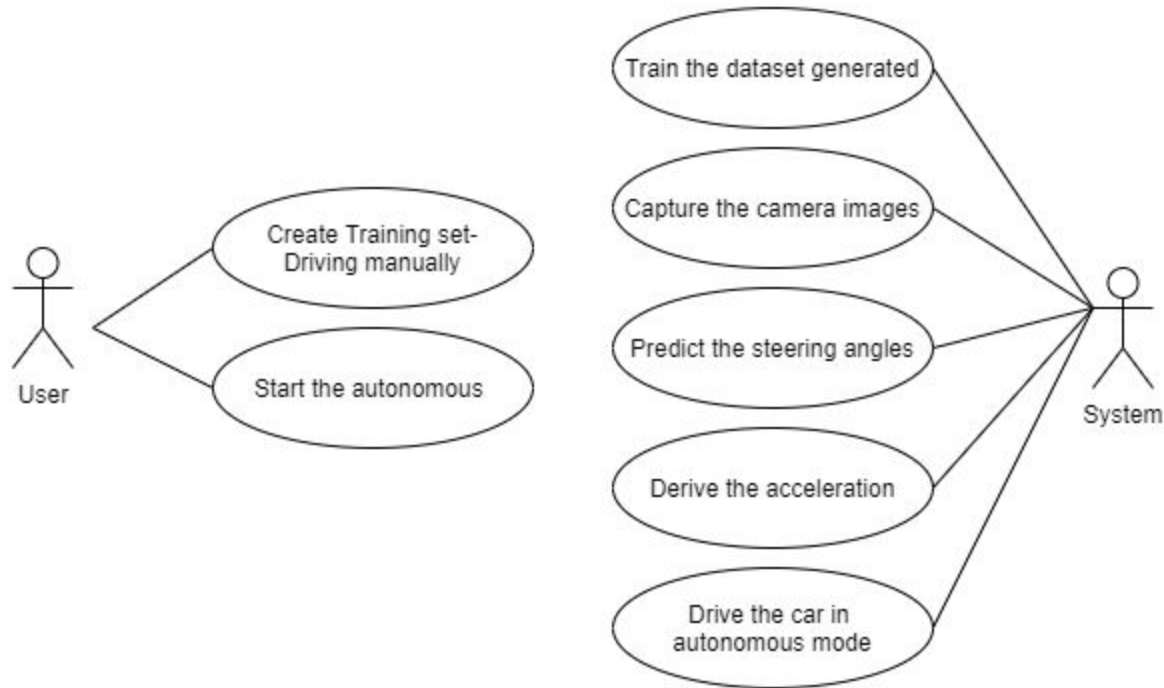 Train the dataset generated
Capture the camera images
Create Training set-
Driving manually
Predict the steering angles
Start the autonomous
User
System
Derive the acceleration
Drive the car in
autonomous mode